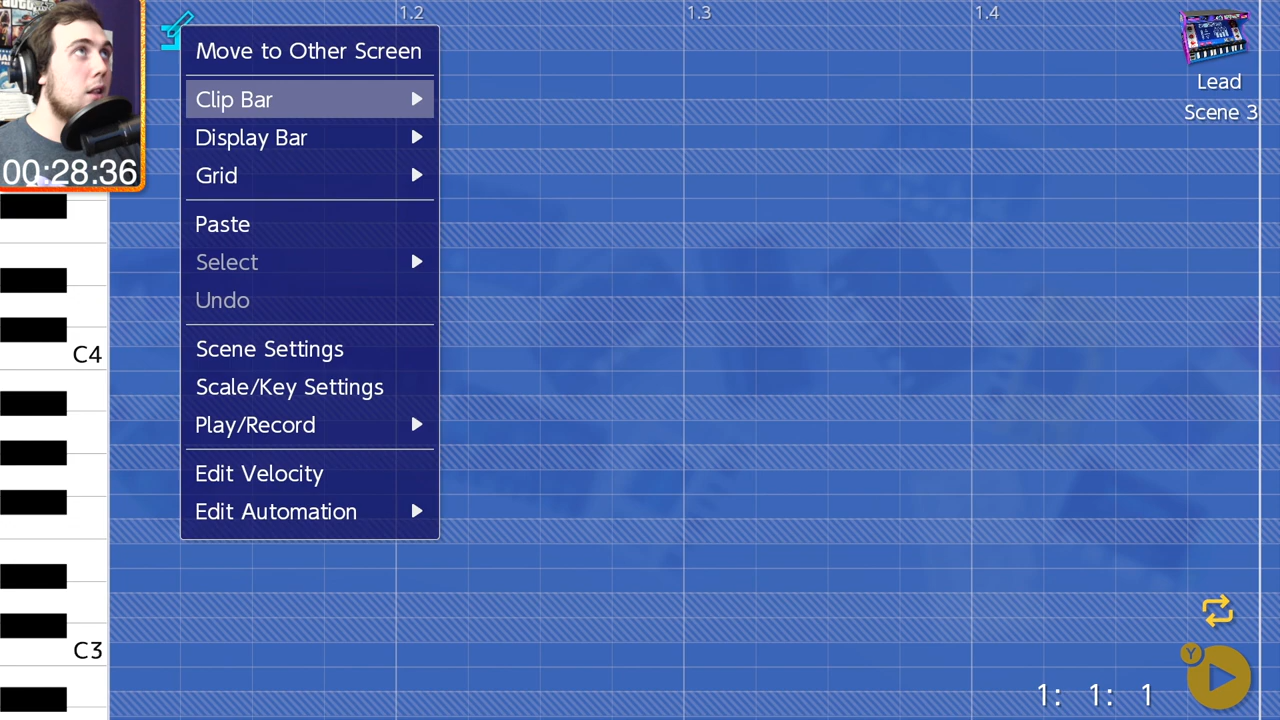 1.2
1.3
1.4
Move to Other Screen
Clip Bar
Display Bar
Grid
Paste
Select
Undo
Scene Settings
Scale/Key Settings
Play/Record
Edit Velocity
Edit Automation
00:28:36
C4
C3
Lead
Scene 3
Y
1: 1: 1